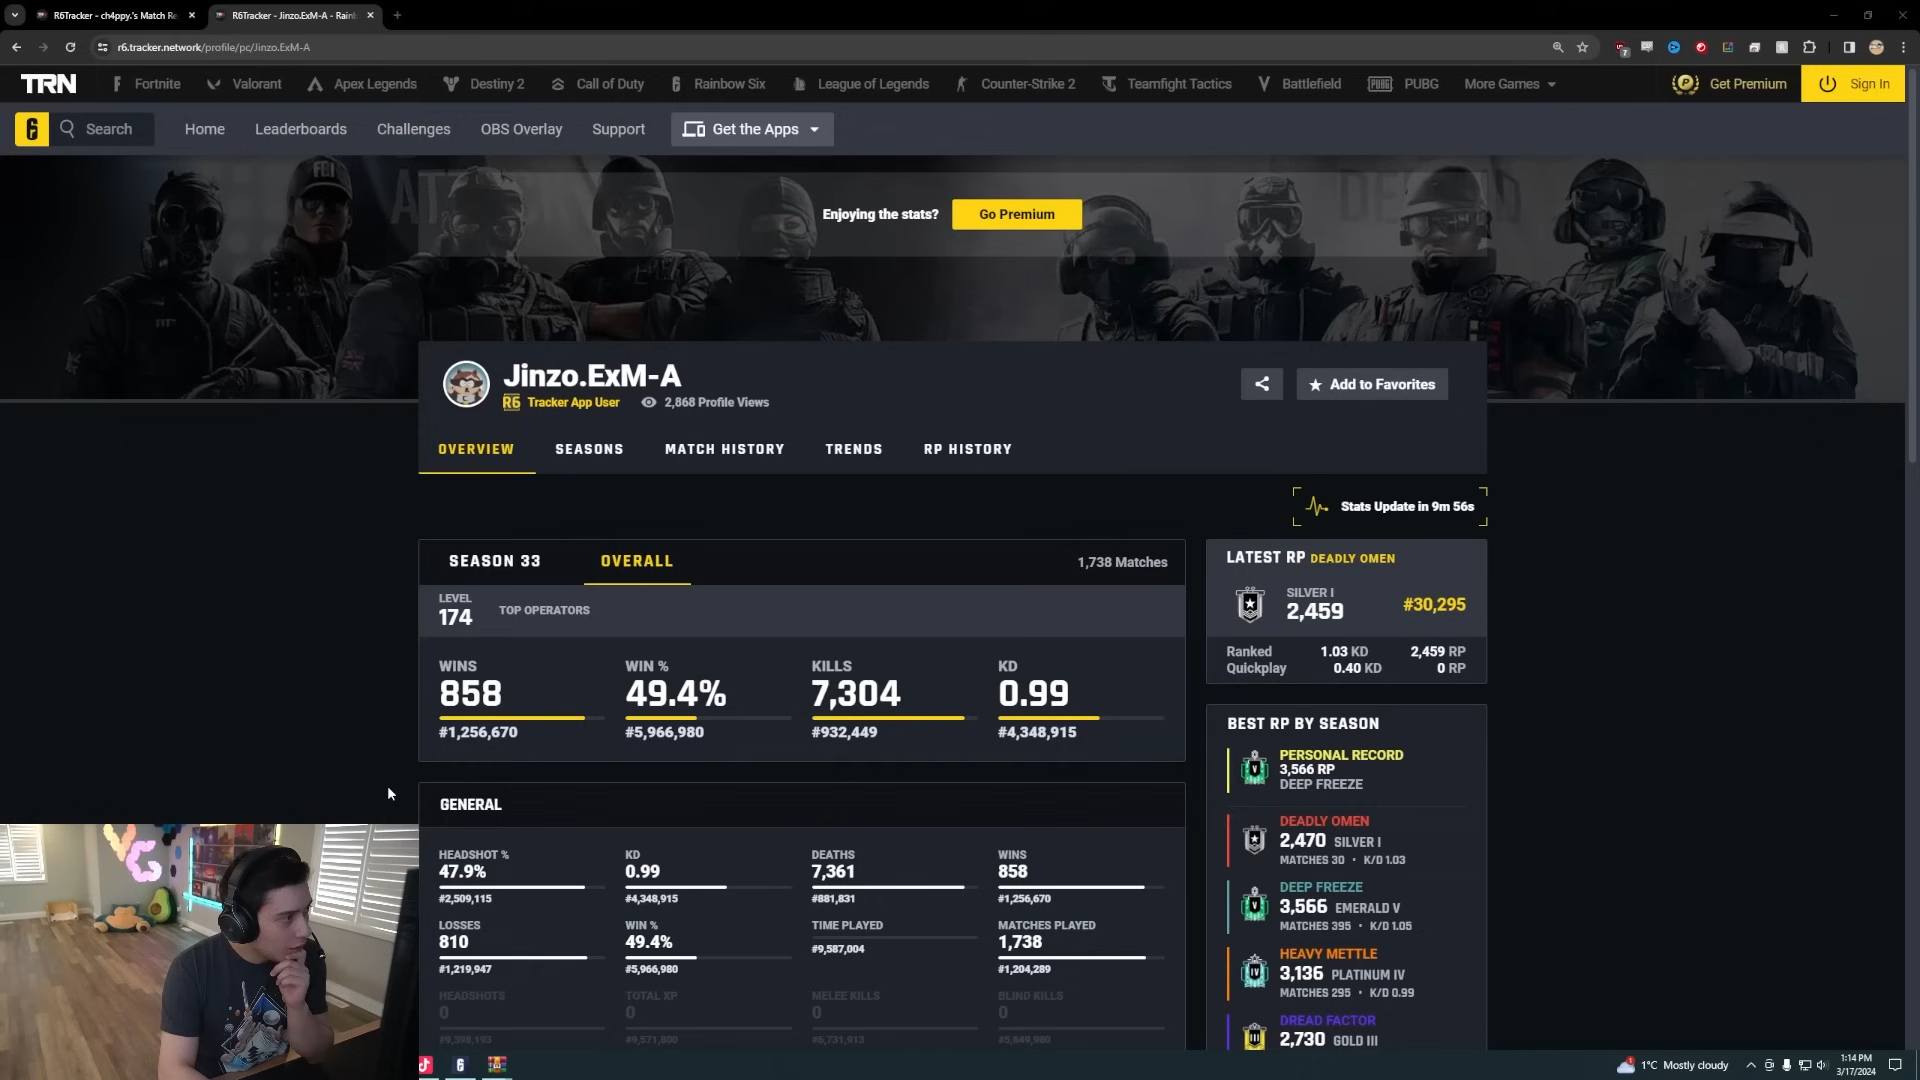 R6Tracker - ch4ppy.'s Match Re
R6Tracker - Jinzo.ExM-A - Rain
r6.tracker.network/profile/pc/Jinzo.ExM-A
TRN Fortnite Valorant Apex Legends Destiny 2 Call of Duty Rainbow Six League of Legends Counter-Strike 2 Teamfight Tactics Battlefield PUBG More Games Get Premium Sign In
Search Home Leaderboards Challenges OBS Overlay Support Get the Apps
Enjoying the stats? Go Premium
Jinzo.ExM-A
R6 Tracker App User 2,868 Profile Views
Add to Favorites
OVERVIEW SEASONS MATCH HISTORY TRENDS RP HISTORY
Stats Update in 9m 56s
SEASON 33 OVERALL 1,738 Matches
LEVEL
174 TOP OPERATORS
WINS WIN % KILLS KD
858 49.4% 7,304 0.99
#1,256,670 #5,966,980 #932,449 #4,348,915
GENERAL
HEADSHOT % KD DEATHS WINS
47.9% 0.99 7,361 858
#2,509,115 #4,348,915 #881,831 #1,256,670
LOSSES WIN % TIME PLAYED MATCHES PLAYED
810 49.4% 1,738
#1,219,947 #5,966,980 #9,587,004 #1,204,289
HEADSHOTS TOTAL XP MELEE KILLS BLIND KILLS
0 0 0 0
#9,398,193 #9,571,800 #6,731,913 #5,649,980
LATEST RP DEADLY OMEN
SILVER I
2,459 #30,295
Ranked 1.03 KD 2,459 RP
Quickplay 0.40 KD 0 RP
BEST RP BY SEASON
PERSONAL RECORD
3,566 RP
DEEP FREEZE
DEADLY OMEN
2,470 SILVER I
MATCHES 30 • K/D 1.03
DEEP FREEZE
3,566 EMERALD V
MATCHES 395 • K/D 1.05
HEAVY METTLE
3,136 PLATINUM IV
MATCHES 295 • K/D 0.99
DREAD FACTOR
2,730 GOLD III
1°C Mostly cloudy
1:14 PM
3/17/2024